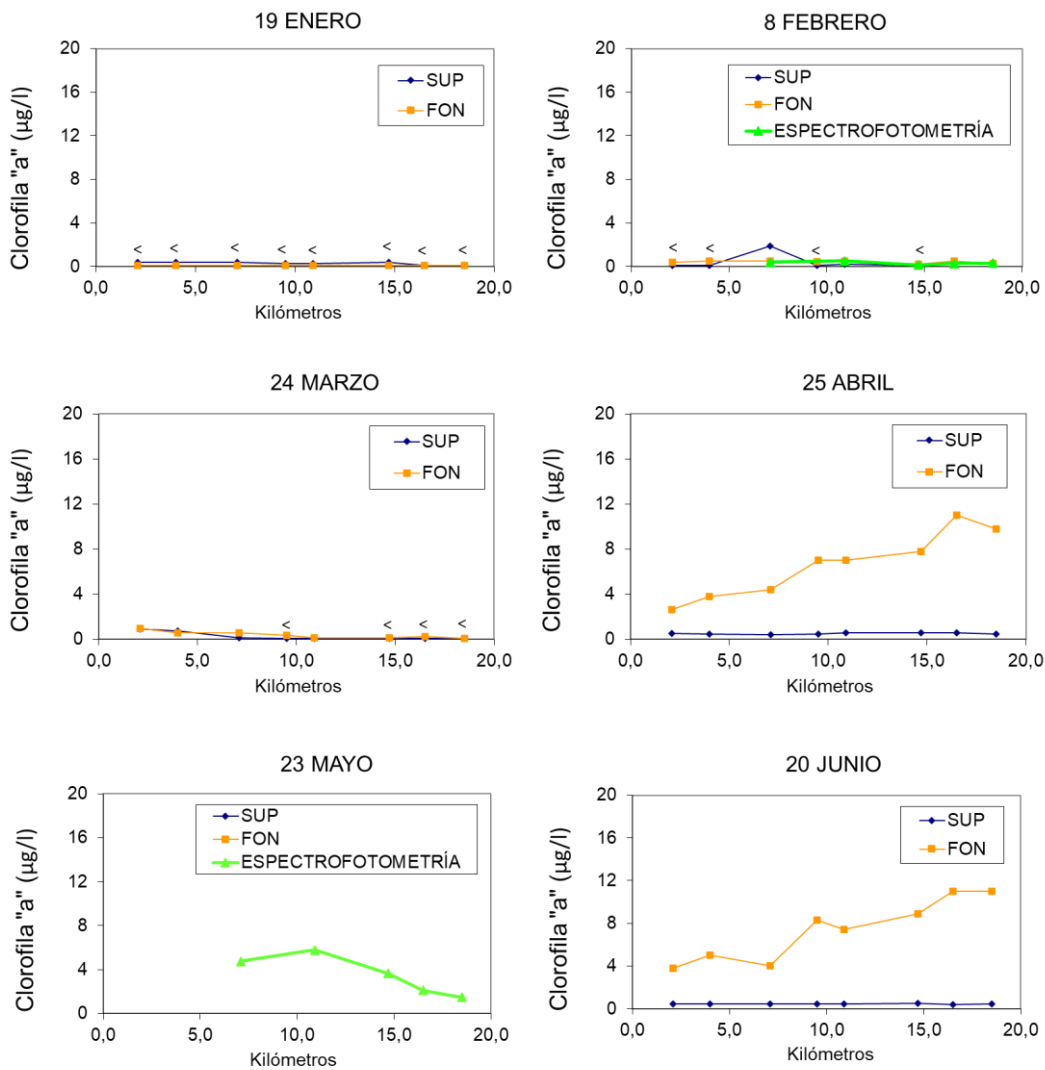 19 ENERO
Clorofila "a" (µg/l)
20
16
12
8
4
0
SUP
FON
< < < < < < < <
0,0 5,0 10,0 15,0 20,0
Kilómetros
8 FEBRERO
Clorofila "a" (µg/l)
20
16
12
8
4
0
SUP
FON
ESPECTROFOTOMETRÍA
< < < <
0,0 5,0 10,0 15,0 20,0
Kilómetros
24 MARZO
Clorofila "a" (µg/l)
20
16
12
8
4
0
SUP
FON
< < < <
0,0 5,0 10,0 15,0 20,0
Kilómetros
25 ABRIL
Clorofila "a" (µg/l)
20
16
12
8
4
0
SUP
FON
0,0 5,0 10,0 15,0 20,0
Kilómetros
23 MAYO
Clorofila "a" (µg/l)
20
16
12
8
4
0
SUP
FON
ESPECTROFOTOMETRÍA
0,0 5,0 10,0 15,0 20,0
Kilómetros
20 JUNIO
Clorofila "a" (µg/l)
20
16
12
8
4
0
SUP
FON
0,0 5,0 10,0 15,0 20,0
Kilómetros